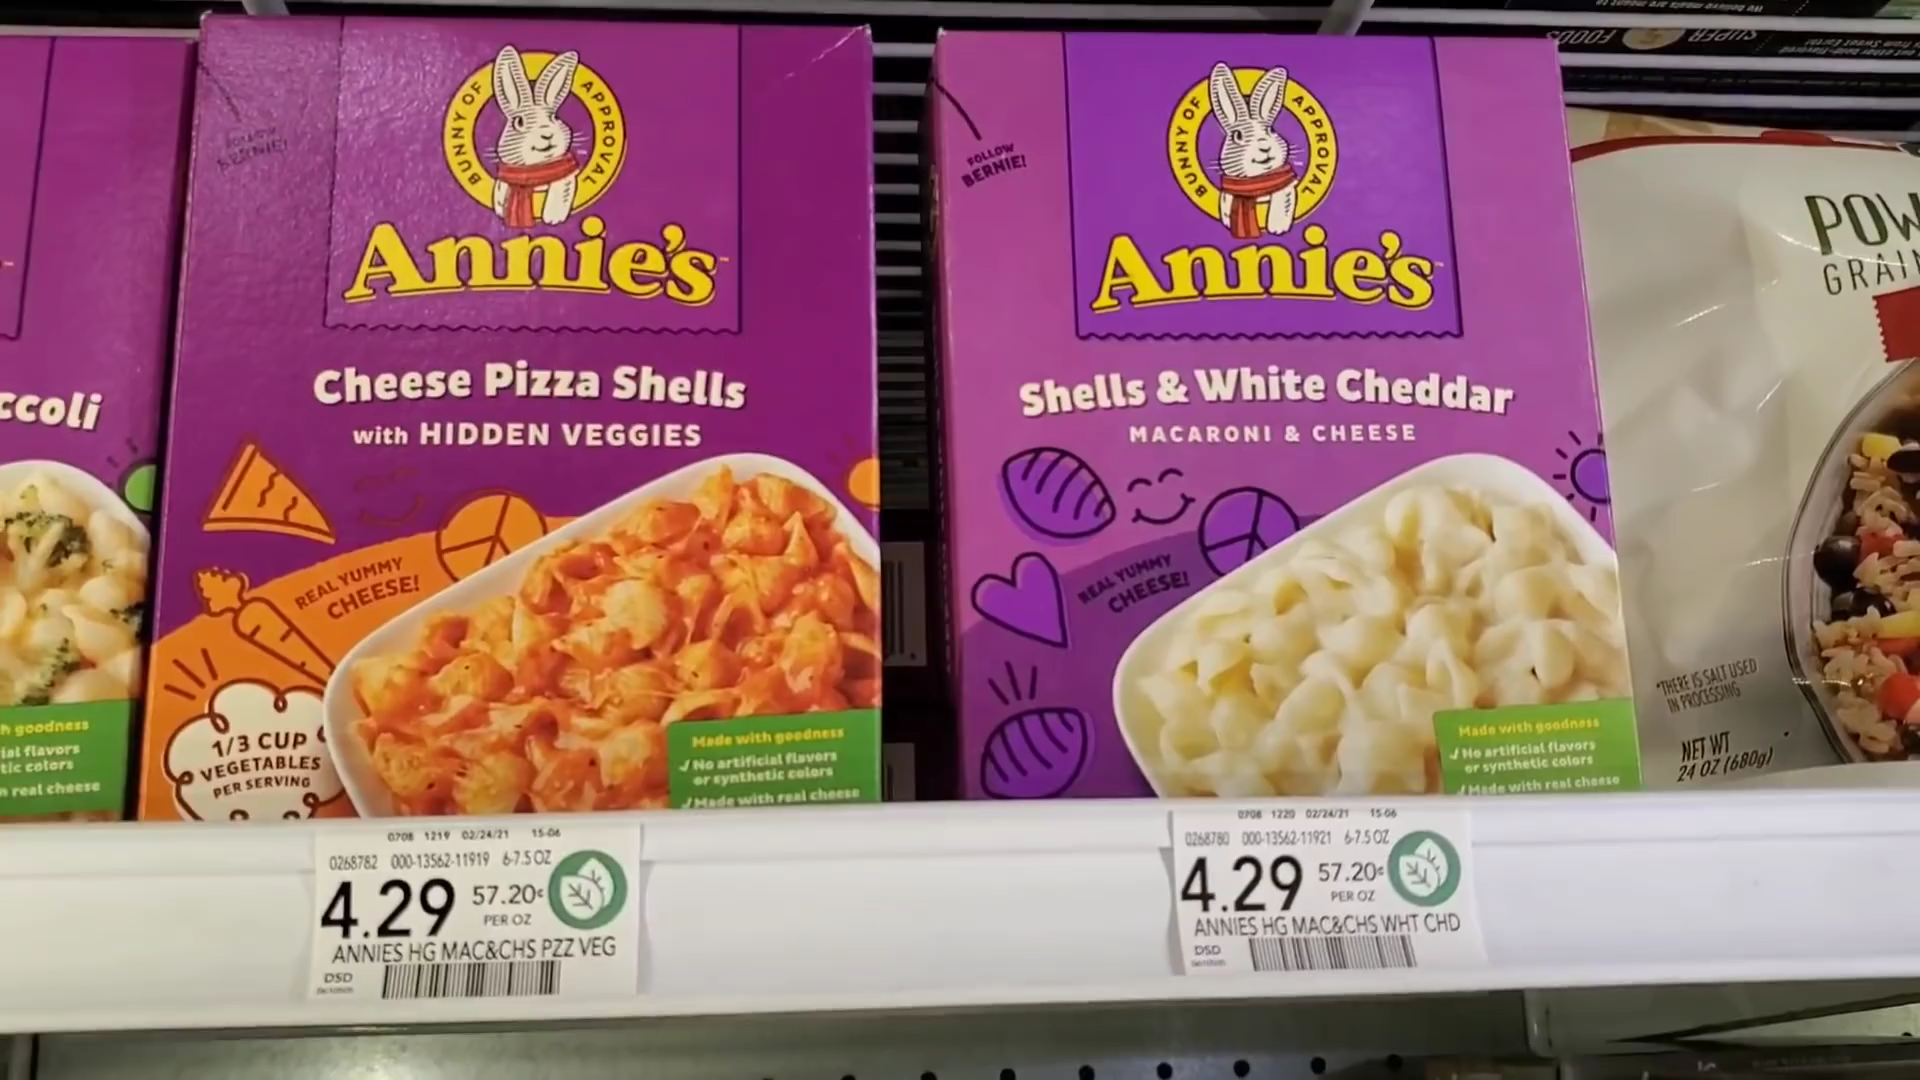 ccoli
h goodness
ial flavors
tic colors
h real cheese
FOLLOW
BERNIE!
BUNNY OF APPROVAL
Annie's
Cheese Pizza Shells
with HIDDEN VEGGIES
REAL YUMMY
CHEESE!
1/3 CUP
VEGETABLES
PER SERVING
Made with goodness
✓ No artificial flavors
or synthetic colors
✓ Made with real cheese
FOLLOW
BERNIE!
BUNNY OF APPROVAL
Annie's
Shells & White Cheddar
MACARONI & CHEESE
REAL YUMMY
CHEESE!
Made with goodness
✓ No artificial flavors
or synthetic colors
✓ Made with real cheese
SUPER FOODS
POW
GRAIN
*THERE IS SALT USED
IN PROCESSING
NET WT
24 OZ (680g)
0708 1219 02/24/21 15-06
0268782 000-13562-11919 6-7.5 OZ
4.29 57.20¢
PER OZ
ANNIES HG MAC&CHS PZZ VEG
DSD
0708 1220 02/24/21 15-06
0268780 000-13562-11921 6-7.5 OZ
4.29 57.20¢
PER OZ
ANNIES HG MAC&CHS WHT CHD
DSD